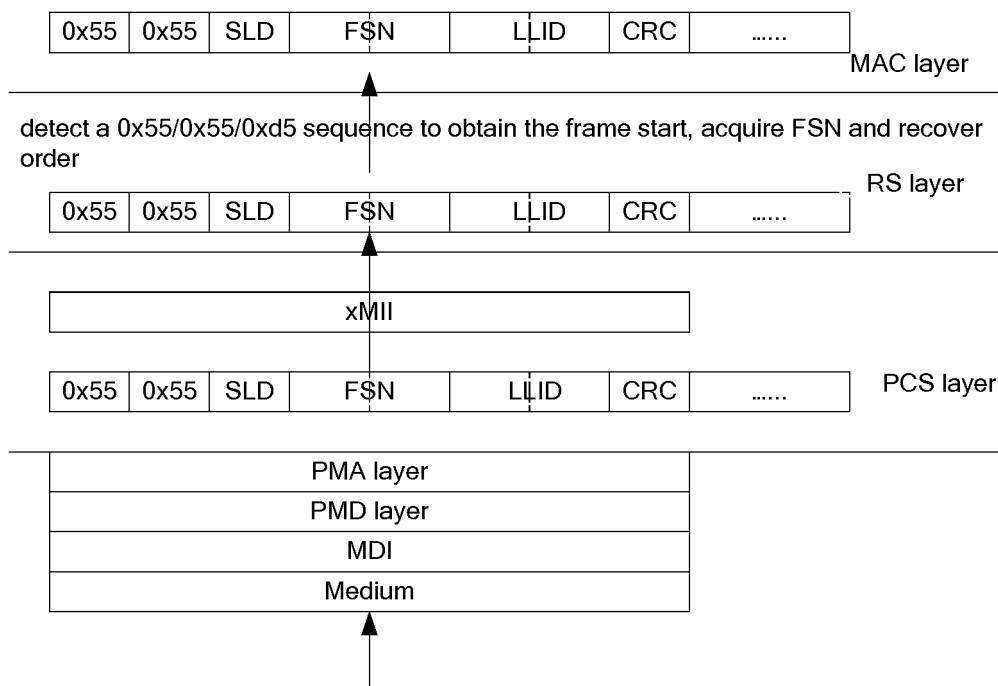 0x55 0x55 SLD FSN LLID CRC ......
MAC layer
detect a 0x55/0x55/0xd5 sequence to obtain the frame start, acquire FSN and recover
order
RS layer
0x55 0x55 SLD FSN LLID CRC ......
xMII
0x55 0x55 SLD FSN LLID CRC ......
PCS layer
PMA layer
PMD layer
MDI
Medium